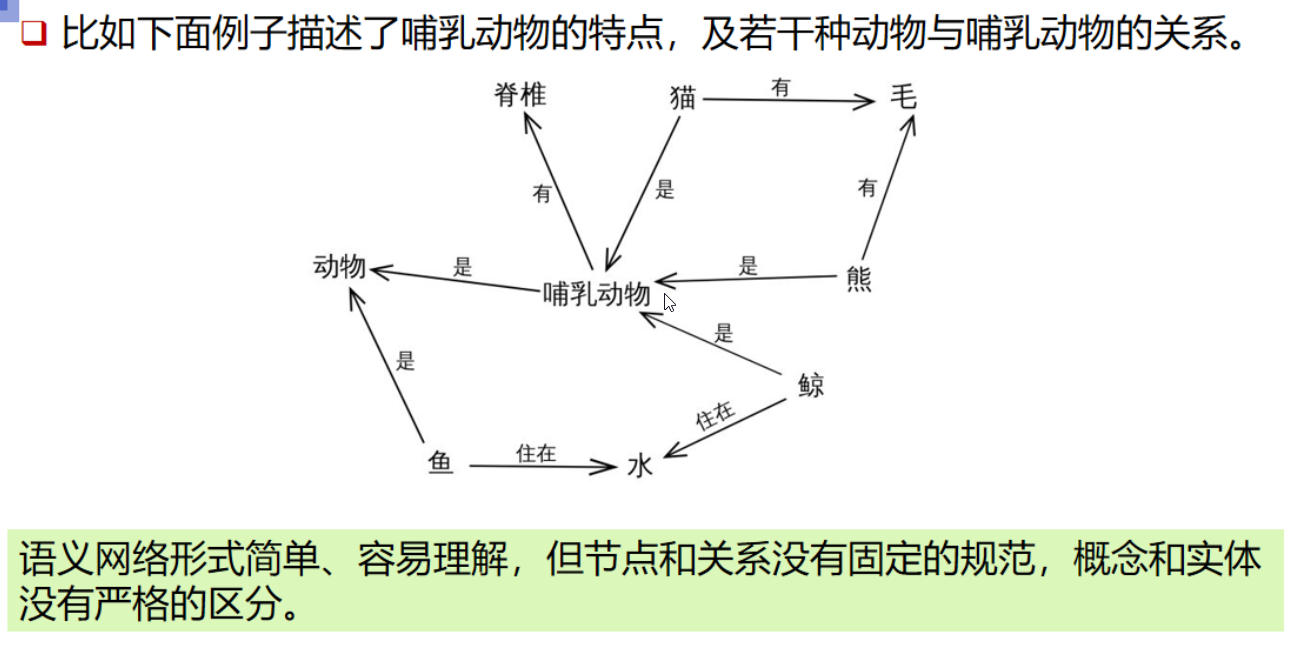 比如下面例子描述了哺乳动物的特点，及若干种动物与哺乳动物的关系。
脊椎
猫
有
毛
有
是
有
动物
是
哺乳动物
是
熊
是
是
鲸
住在
鱼
住在
水
语义网络形式简单、容易理解，但节点和关系没有固定的规范，概念和实体
没有严格的区分。